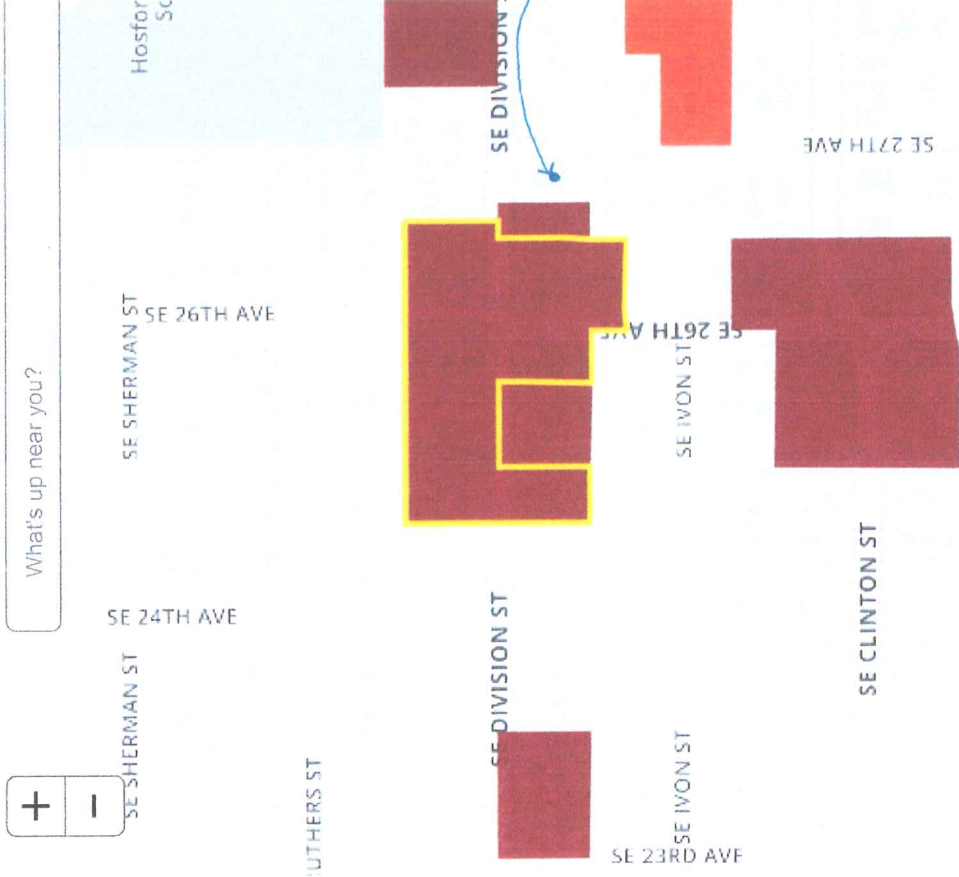 +
−
What's up near you?
SE SHERMAN ST
SE 24TH AVE
SE SHERMAN ST
SE 26TH AVE
Hosfor
Sc
UTHERS ST
SE DIVISION ST
SE DIVISION
SE IVON ST
SE 23RD AVE
SE IVON ST
SE 26TH AVE
SE CLINTON ST
SE 27TH AVE